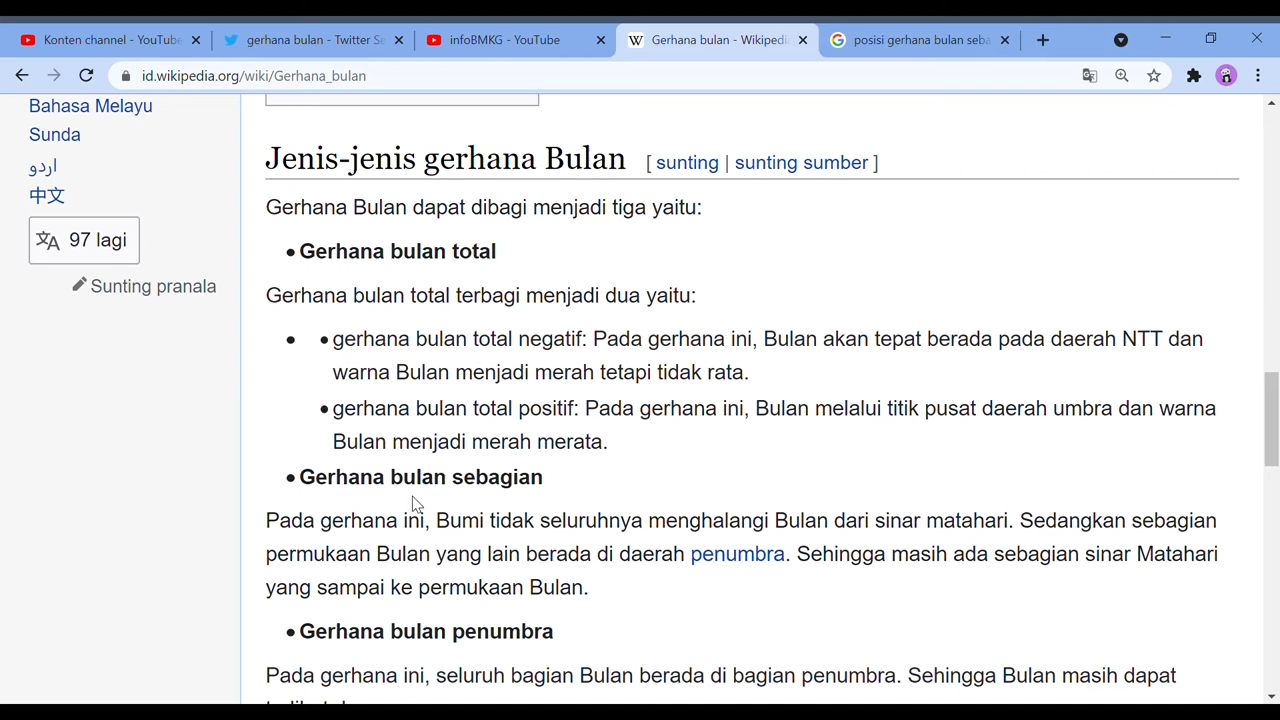 Konten channel - YouTube
gerhana bulan - Twitter Se
infoBMKG - YouTube
Gerhana bulan - Wikipedi
posisi gerhana bulan seba
id.wikipedia.org/wiki/Gerhana_bulan
Bahasa Melayu
Sunda
اردو
中文
97 lagi
Sunting pranala
Jenis-jenis gerhana Bulan [ sunting | sunting sumber ]
Gerhana Bulan dapat dibagi menjadi tiga yaitu:
• Gerhana bulan total
Gerhana bulan total terbagi menjadi dua yaitu:
• • gerhana bulan total negatif: Pada gerhana ini, Bulan akan tepat berada pada daerah NTT dan
warna Bulan menjadi merah tetapi tidak rata.
• gerhana bulan total positif: Pada gerhana ini, Bulan melalui titik pusat daerah umbra dan warna
Bulan menjadi merah merata.
• Gerhana bulan sebagian
Pada gerhana ini, Bumi tidak seluruhnya menghalangi Bulan dari sinar matahari. Sedangkan sebagian
permukaan Bulan yang lain berada di daerah penumbra. Sehingga masih ada sebagian sinar Matahari
yang sampai ke permukaan Bulan.
• Gerhana bulan penumbra
Pada gerhana ini, seluruh bagian Bulan berada di bagian penumbra. Sehingga Bulan masih dapat